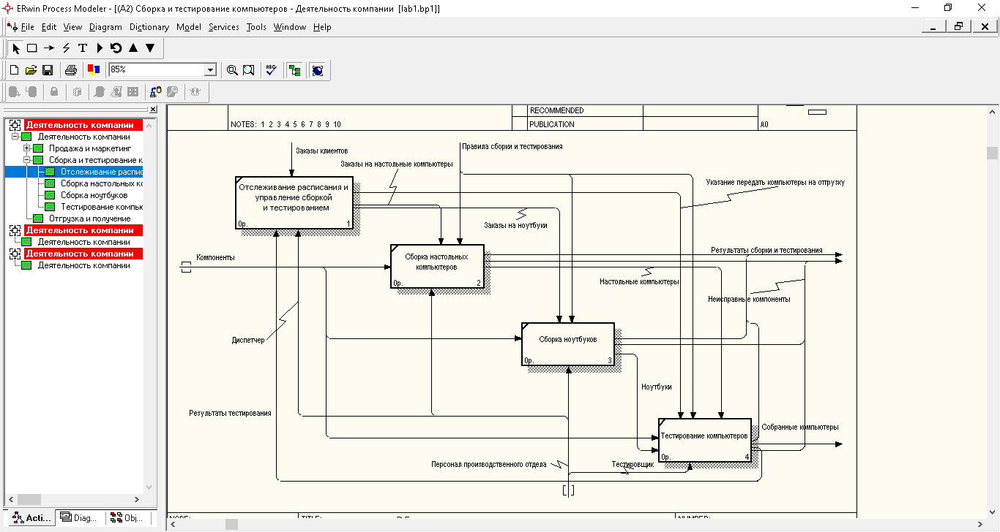 ERwin Process Modeler - [(A2) Сборка и тестирование компьютеров - Деятельность компании [lab1.bp1]]
File Edit View Diagram Dictionary Model Services Tools Window Help
T
85%
ABC
Деятельность компании
Деятельность компании
Продажа и маркетинг
Сборка и тестирование к
Отслеживание распис
Сборка настольных к
Сборка ноутбуков
Тестирование компью
Отгрузка и получение
Деятельность компании
Деятельность компании
Деятельность компании
Деятельность компании
Acti...
Diag...
Obj...
RECOMMENDED
NOTES: 1 2 3 4 5 6 7 8 9 10
PUBLICATION
A0
Заказы клиентов
Правила сборки и тестирования
Заказы на настольные компьютеры
Указание передать компьютеры на отгрузку
Отслеживание расписания и
управление сборкой
и тестированием
0р.
1
Заказы на ноутбуки
Компоненты
Сборка настольных
компьютеров
0р.
2
Результаты сборки и тестирования
Настольные компьютеры
Неисправные компоненты
Диспетчер
Сборка ноутбуков
0р.
3
Ноутбуки
Результаты тестирования
Собранные компьютеры
Тестирование компьютеров
0р.
4
Персонал производственного отдела
Тестировщик
NODE:
TITLE:
NUMBER: